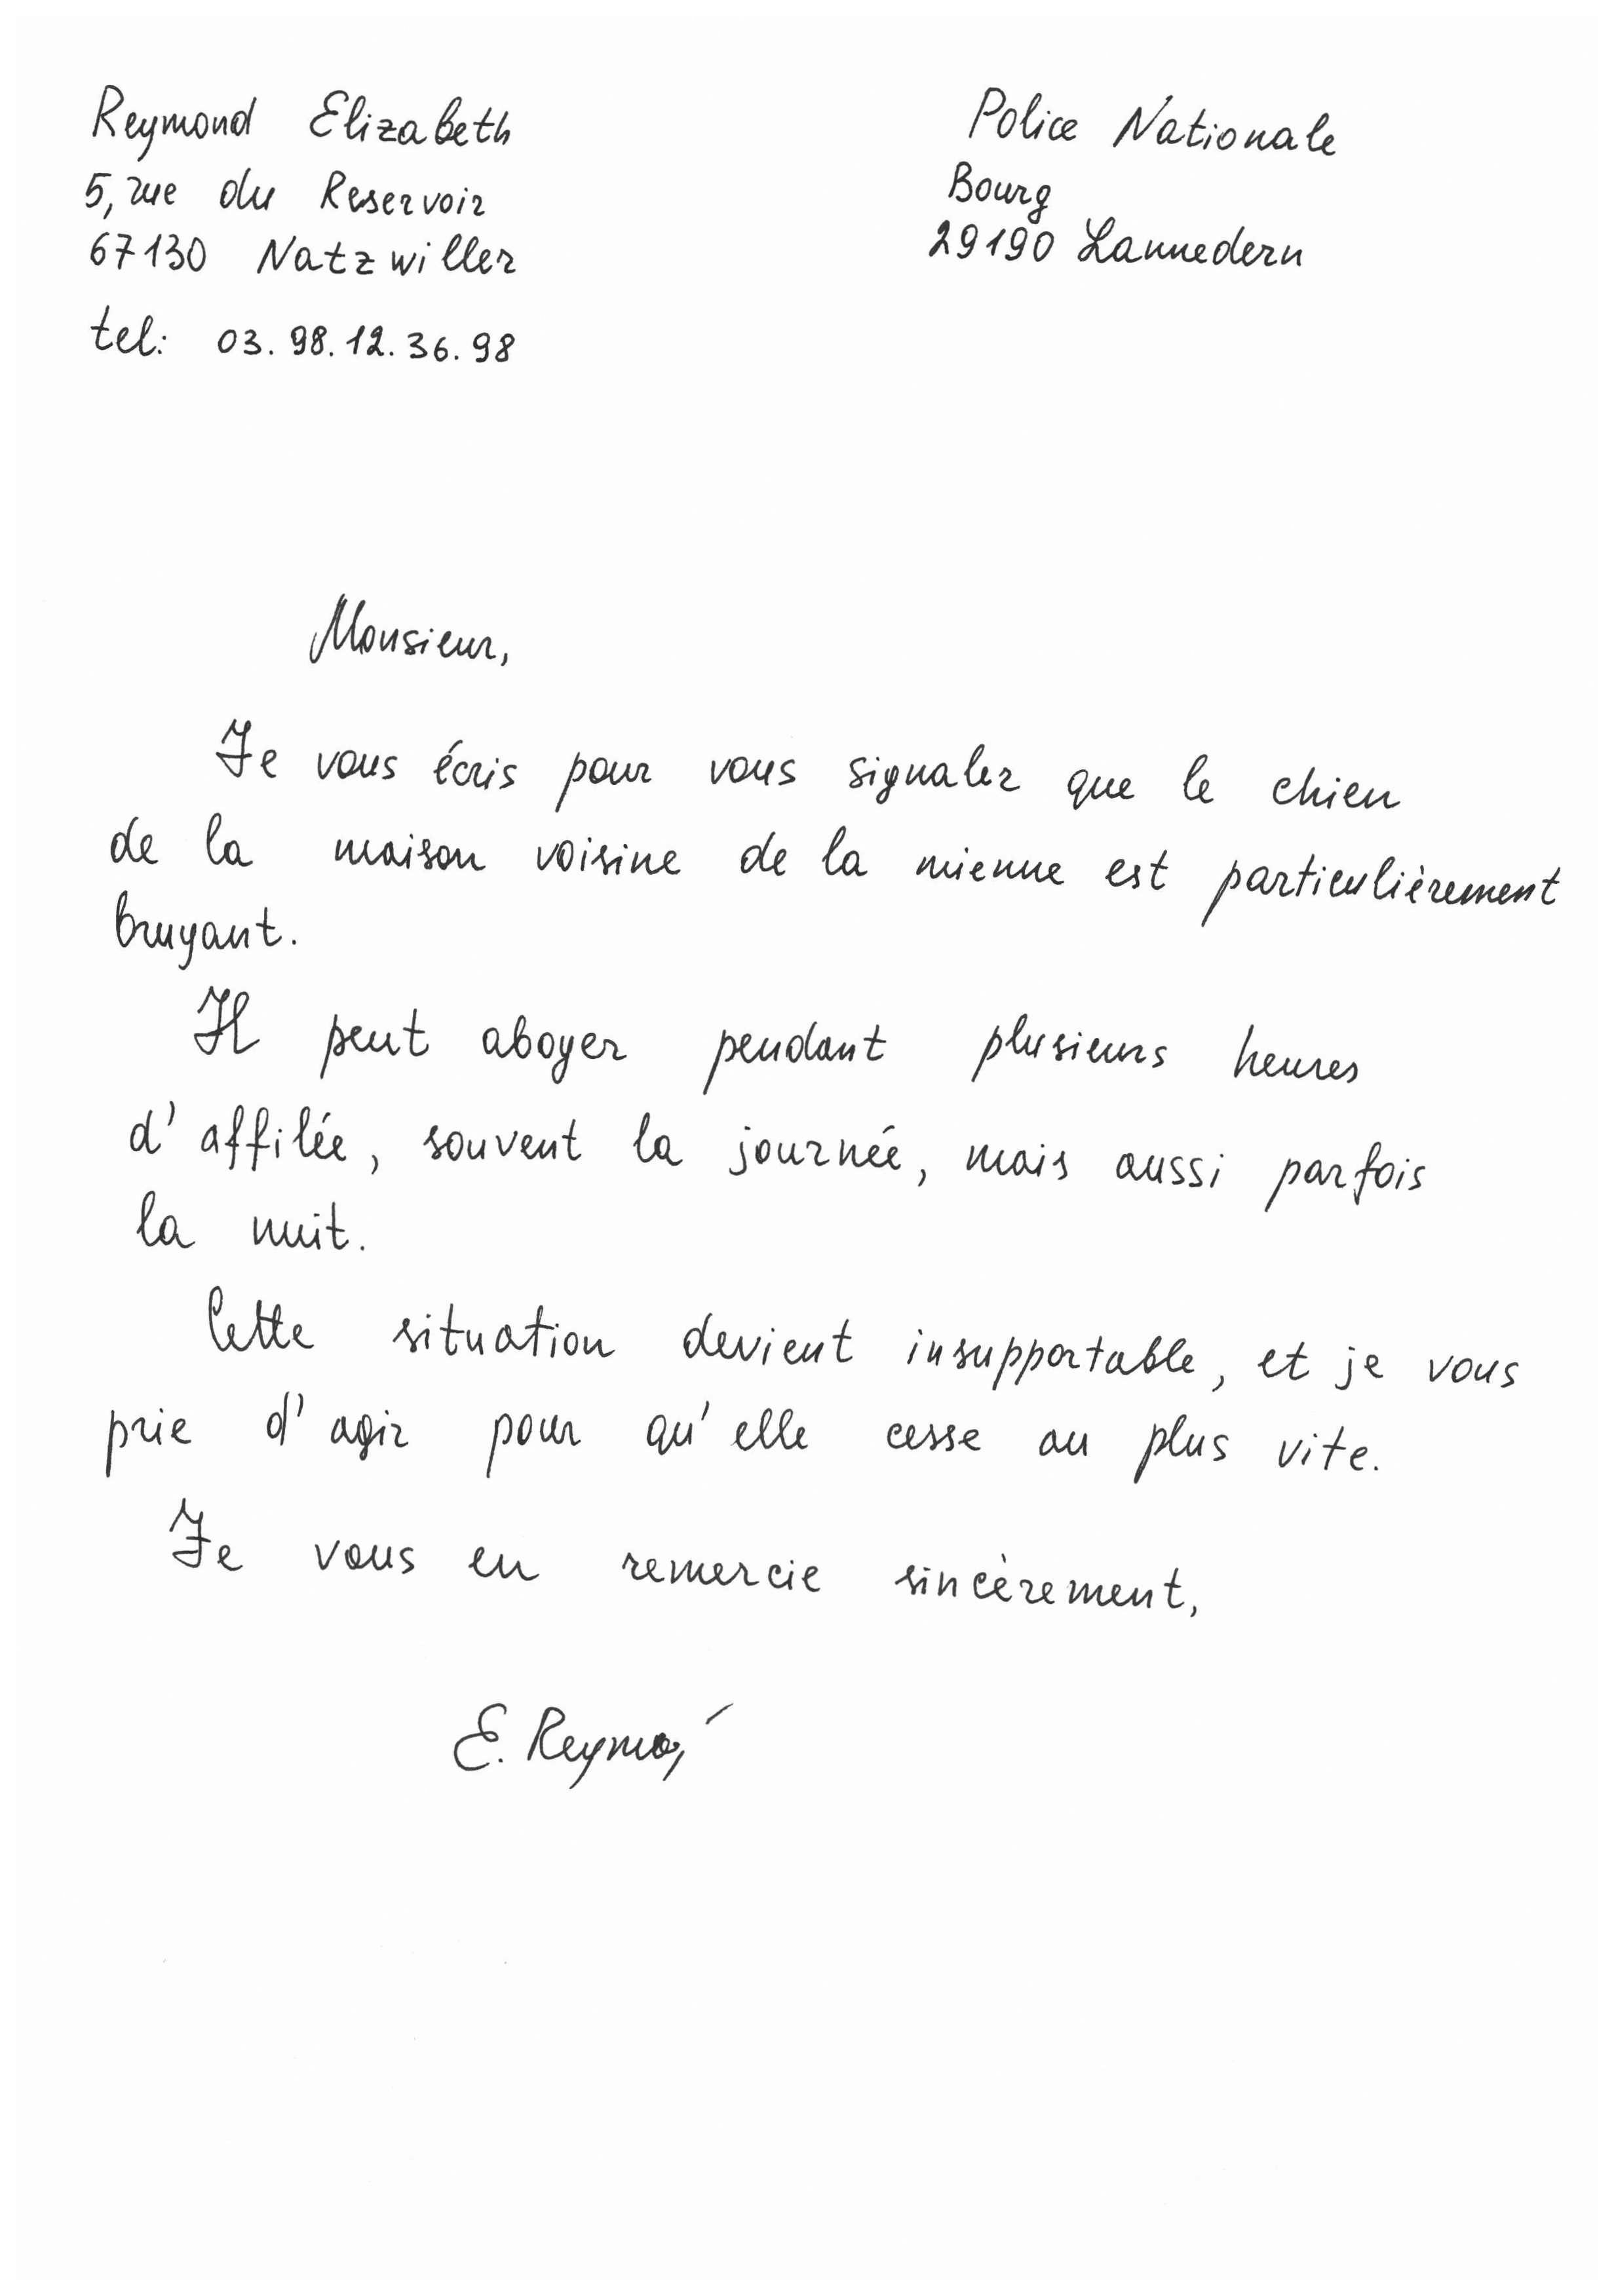 Reymond Elizabeth
5, rue du Reservoir
67130 Natzwiller
tel: 03.98.12.36.98
Police Nationale
Bourg
29190 Lannedern
Monsieur,
Je vous écris pour vous signaler que le chien
de la maison voisine de la mienne est particulièrement
bruyant.
Il peut aboyer pendant plusieurs heures
d'affilée, souvent la journée, mais aussi parfois
la nuit.
Cette situation devient insupportable, et je vous
prie d'agir pour qu'elle cesse au plus vite.
Je vous en remercie sincèrement,
E. Reymo